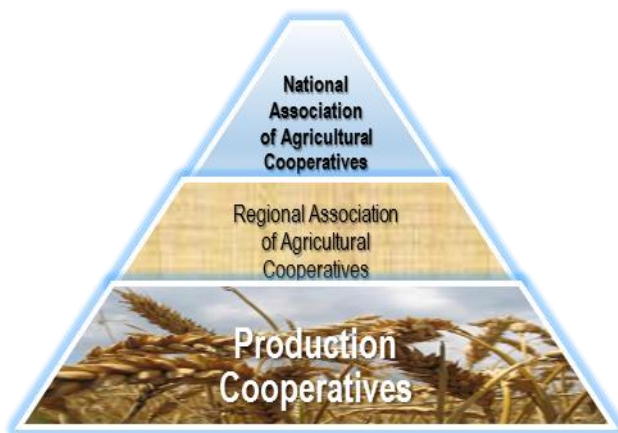 National
Association
of Agricultural
Cooperatives
Regional Association
of Agricultural
Cooperatives
Production
Cooperatives